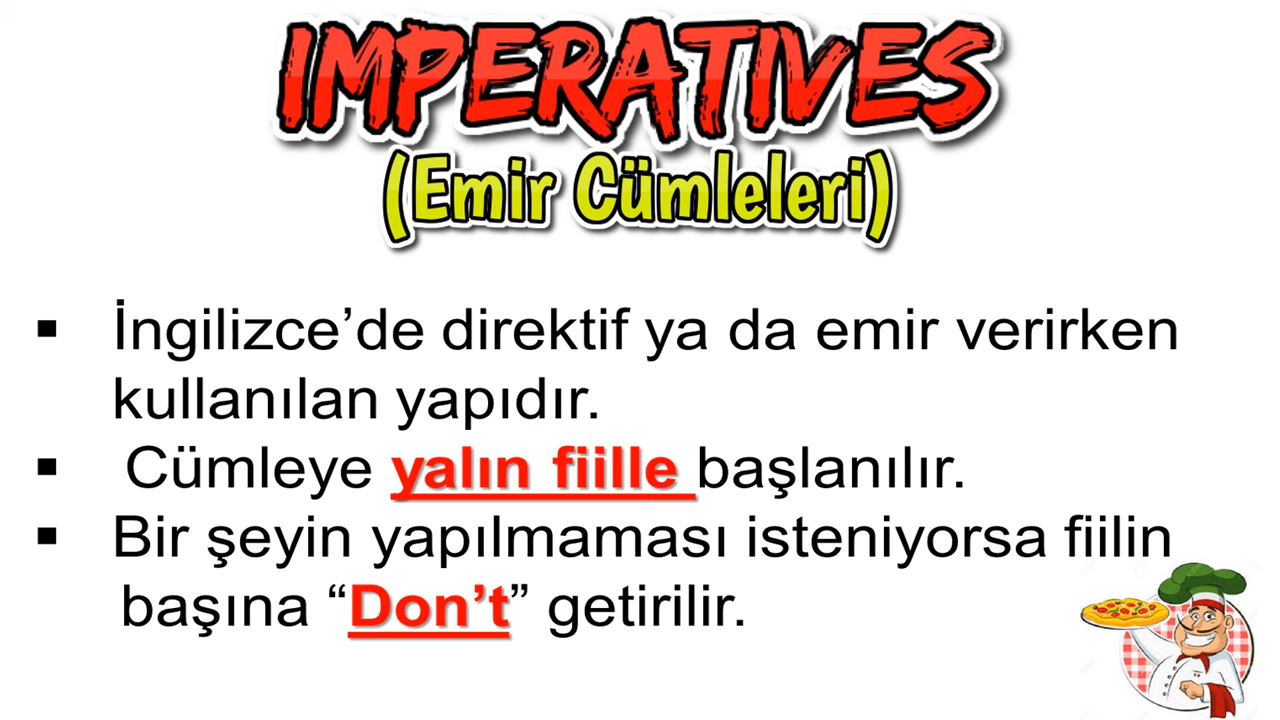 IMPERATIVES
(Emir Cümleleri)
▪ İngilizce’de direktif ya da emir verirken
kullanılan yapıdır.
▪ Cümleye yalın fiille başlanılır.
▪ Bir şeyin yapılmaması isteniyorsa fiilin
başına “Don’t” getirilir.